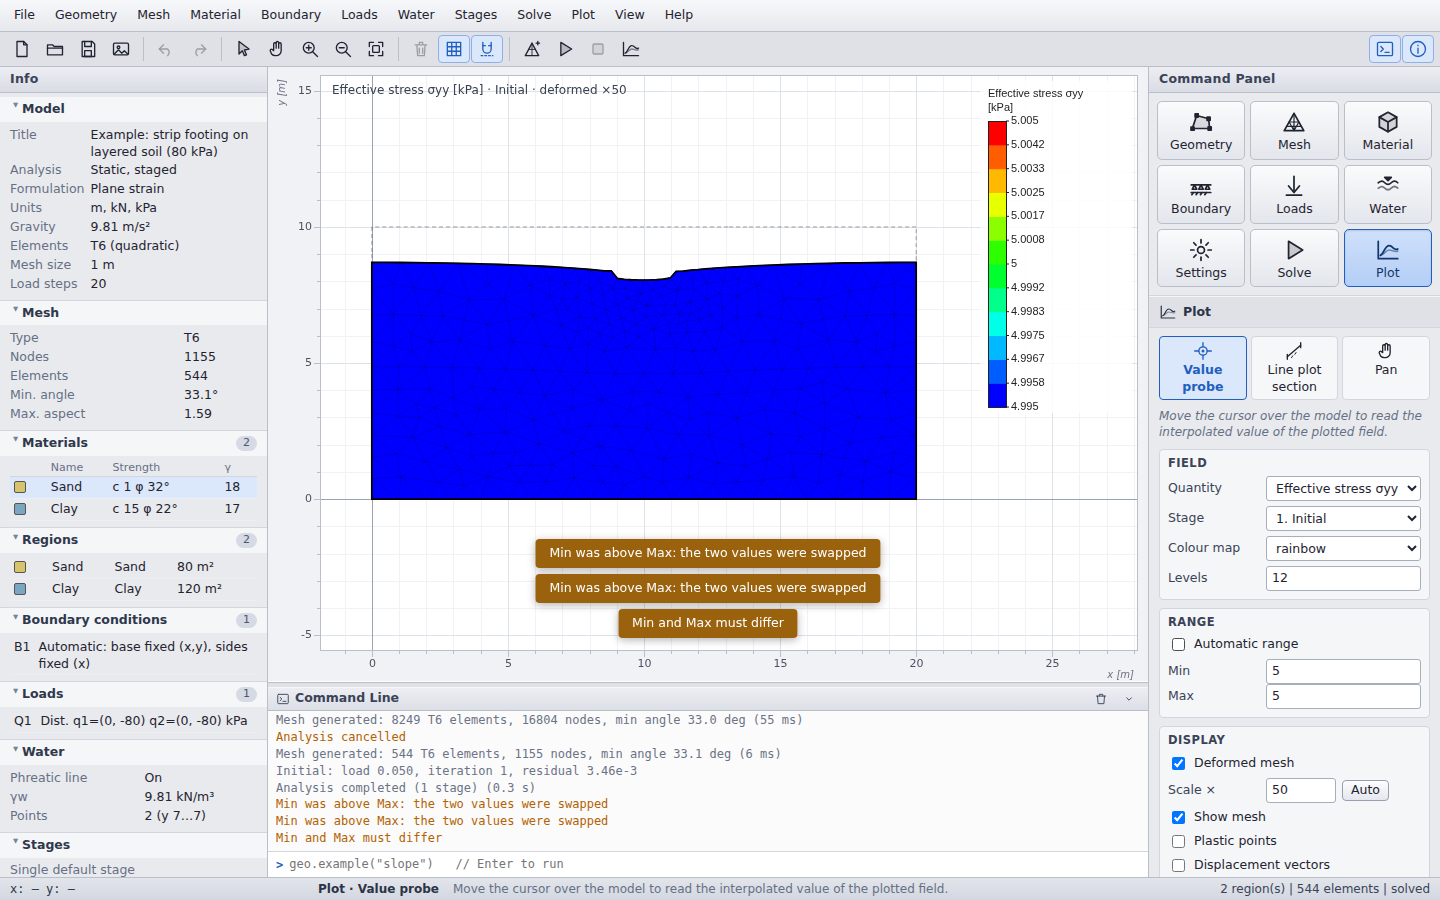 File Geometry Mesh Material Boundary Loads Water Stages Solve Plot View Help
Info
Model
Title Example: strip footing on
layered soil (80 kPa)
Analysis Static, staged
Formulation Plane strain
Units m, kN, kPa
Gravity 9.81 m/s²
Elements T6 (quadratic)
Mesh size 1 m
Load steps 20
Mesh
Type T6
Nodes 1155
Elements 544
Min. angle 33.1°
Max. aspect 1.59
Materials 2
Name Strength γ
Sand c 1 φ 32° 18
Clay c 15 φ 22° 17
Regions 2
Sand Sand 80 m²
Clay Clay 120 m²
Boundary conditions 1
B1 Automatic: base fixed (x,y), sides
fixed (x)
Loads 1
Q1 Dist. q1=(0, -80) q2=(0, -80) kPa
Water
Phreatic line On
γw 9.81 kN/m³
Points 2 (y 7…7)
Stages
Single default stage
y [m]
15
10
5
0
-5
Effective stress σyy [kPa] · Initial · deformed ×50
Effective stress σyy
[kPa]
5.005
5.0042
5.0033
5.0025
5.0017
5.0008
5
4.9992
4.9983
4.9975
4.9967
4.9958
4.995
Min was above Max: the two values were swapped
Min was above Max: the two values were swapped
Min and Max must differ
0 5 10 15 20 25
x [m]
Command Line
Mesh generated: 8249 T6 elements, 16804 nodes, min angle 33.0 deg (55 ms)
Analysis cancelled
Mesh generated: 544 T6 elements, 1155 nodes, min angle 33.1 deg (6 ms)
Initial: load 0.050, iteration 1, residual 3.46e-3
Analysis completed (1 stage) (0.3 s)
Min was above Max: the two values were swapped
Min was above Max: the two values were swapped
Min and Max must differ
> geo.example("slope") // Enter to run
Command Panel
Geometry Mesh Material
Boundary Loads Water
Settings Solve Plot
Plot
Value
probe
Line plot
section
Pan
Move the cursor over the model to read the
interpolated value of the plotted field.
FIELD
Quantity Effective stress σyy
Stage 1. Initial
Colour map rainbow
Levels 12
RANGE
Automatic range
Min 5
Max 5
DISPLAY
Deformed mesh
Scale × 50 Auto
Show mesh
Plastic points
Displacement vectors
x: — y: — Plot · Value probe Move the cursor over the model to read the interpolated value of the plotted field. 2 region(s) | 544 elements | solved